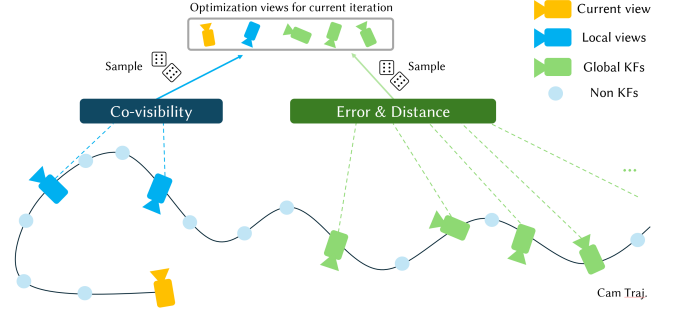 Optimization views for current iteration
Current view
Local views
Global KFs
Non KFs
Sample
Sample
Co-visibility
Error & Distance
...
Cam Traj.